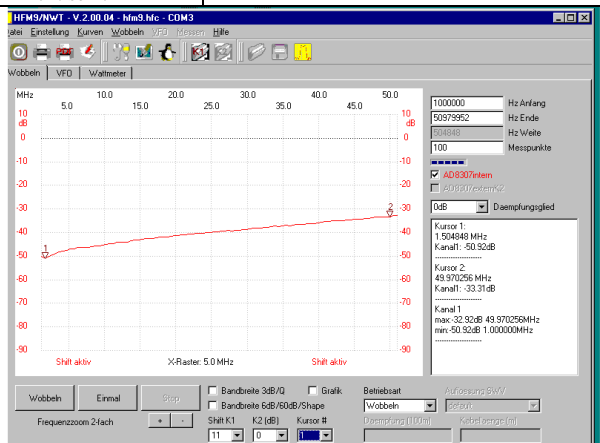 HFM9/NWT - V.2.00.04 - hfm9.hfc - COM3
atei Einstellung Kurven Wobbeln VFO Messen Hilfe
K1
Wobbeln VFO Wattmeter
MHz 10.0 20.0 30.0 40.0 50.0
5.0 15.0 25.0 35.0 45.0
10 10
dB dB
0 0
-10 -10
-20 -20
-30 -30
-40 -40
-50 -50
-60 -60
-70 -70
-80 -80
-90 -90
1
2
Shift aktiv X-Raster: 5.0 MHz Shift aktiv
1000000 Hz Anfang
50979952 Hz Ende
504848 Hz Weite
100 Messpunkte
AD8307intern
0dB Daempfungsglied
Kursor 1:
1.504848 MHz
Kanal1: -50.92dB
--------------------
Kursor 2:
49.970256 MHz
Kanal1: -33.31dB
--------------------
Kanal 1
max:-32.92dB 49.970256MHz
min:-50.92dB 1.000000MHz
--------------------
Wobbeln Einmal Stop
Frequenzzoom 2-fach + -
Bandbreite 3dB/Q Grafik
Bandbreite 6dB/60dB/Shape
Shift K1 K2 (dB) Kursor #
11 0 1
Betriebsart
Wobbeln
Aufloesung SWV
Default
Daempfung (100m) Kabellaenge (m)